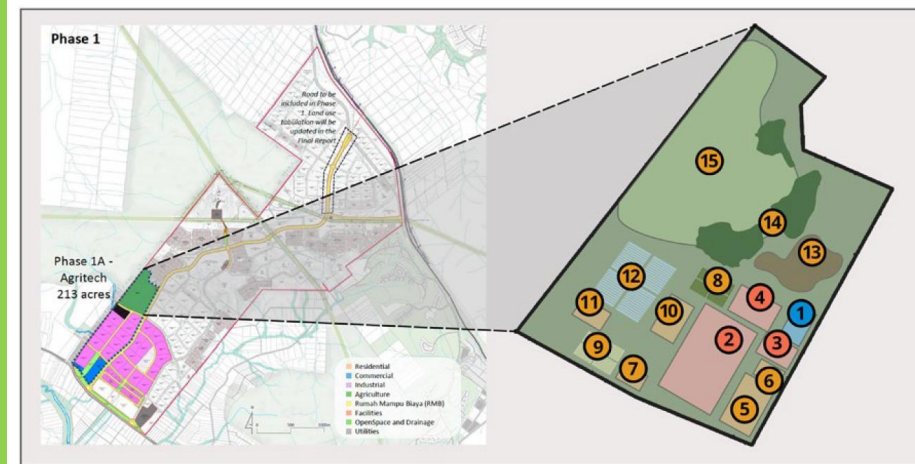 Phase 1
Road to be
included in Phase
1. Land use
tabulation will be
updated in the
Final Report
Phase 1A -
Agritech
213 acres
Residential
Commercial
Industrial
Agriculture
Rumah Mampu Biaya (RMB)
Facilities
OpenSpace and Drainage
Utilities
15
14
13
12
8
4
1
11
10
2
3
9
7
6
5